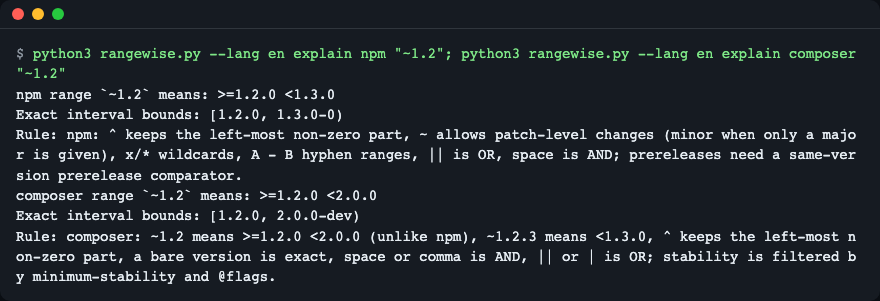 $ python3 rangewise.py --lang en explain npm "~1.2"; python3 rangewise.py --lang en explain composer
"~1.2"
npm range `~1.2` means: >=1.2.0 <1.3.0
Exact interval bounds: [1.2.0, 1.3.0-0)
Rule: npm: ^ keeps the left-most non-zero part, ~ allows patch-level changes (minor when only a majo
r is given), x/* wildcards, A - B hyphen ranges, || is OR, space is AND; prereleases need a same-ver
sion prerelease comparator.
composer range `~1.2` means: >=1.2.0 <2.0.0
Exact interval bounds: [1.2.0, 2.0.0-dev)
Rule: composer: ~1.2 means >=1.2.0 <2.0.0 (unlike npm), ~1.2.3 means <1.3.0, ^ keeps the left-most n
on-zero part, a bare version is exact, space or comma is AND, || or | is OR; stability is filtered b
y minimum-stability and @flags.